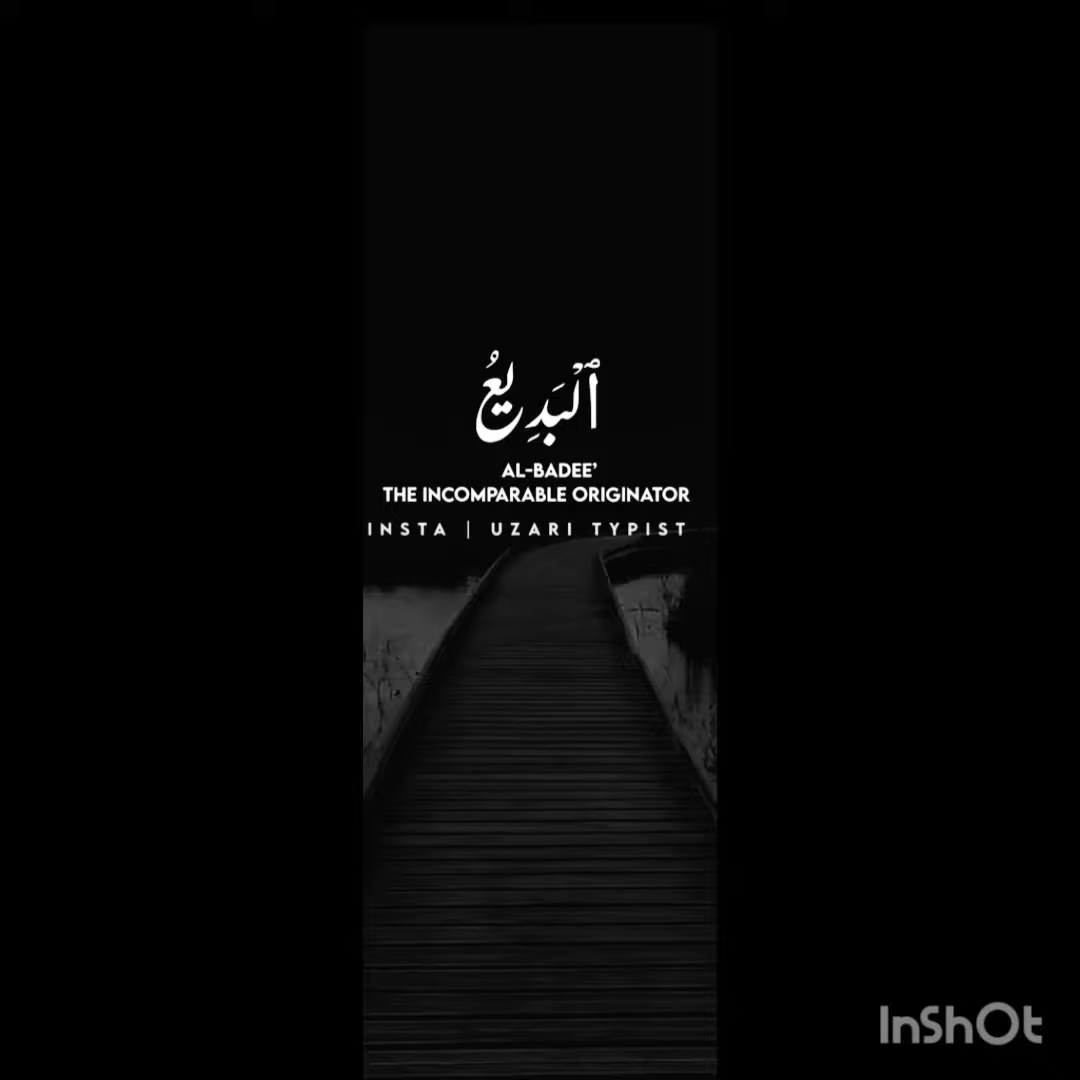 ٱلْبَدِيعُ
AL-BADEE’
THE INCOMPARABLE ORIGINATOR
INSTA | UZARI TYPIST
InShOt